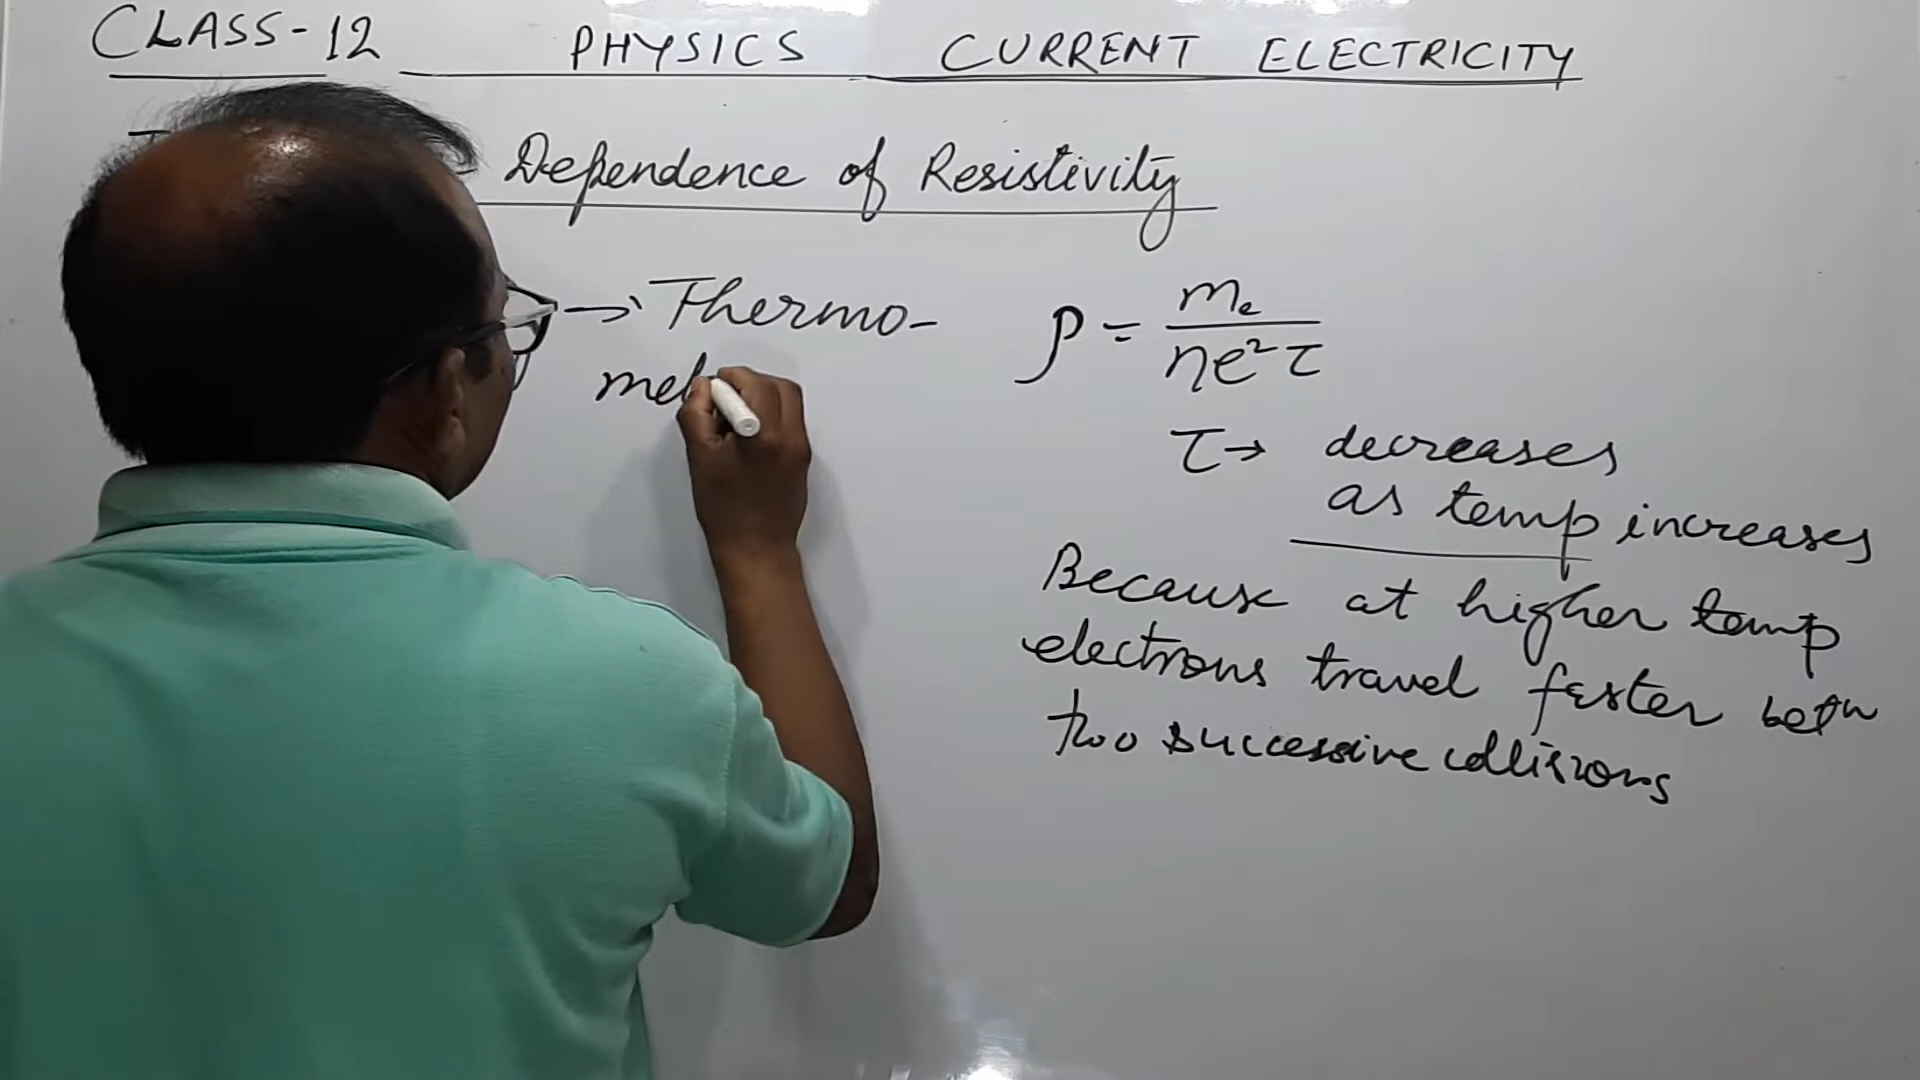 CLASS-12 PHYSICS CURRENT ELECTRICITY
Dependence of Resistivity
→ Thermo-
ρ = mₑ / ne²τ
τ → decreases
as temp increases
Because at higher temp
electrons travel faster betn
two successive collisions